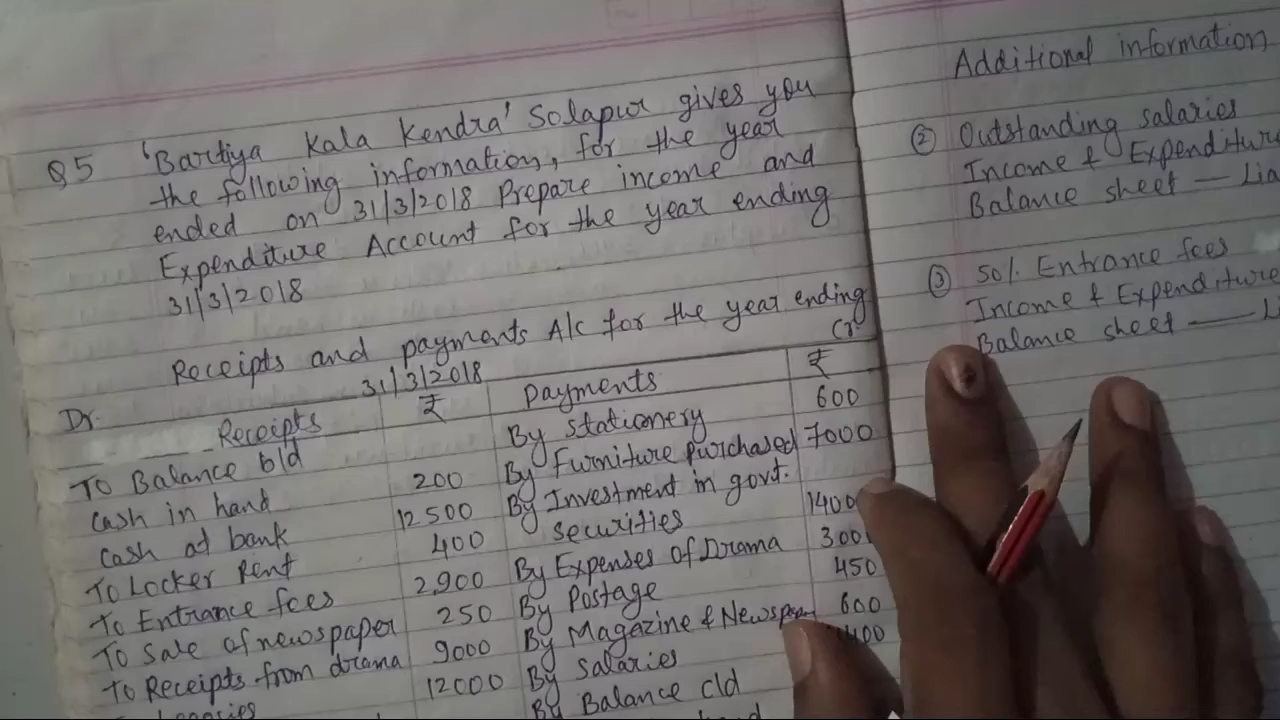 Q5 'Bartiya Kala Kendra' Solapur gives you
the following information, for the year
ended on 31/3/2018 Prepare income and
Expenditure Account for the year ending
31/3/2018
Receipts and payments A/c for the year ending
31/3/2018
Dr. Cr
Receipts ₹ Payments ₹
To Balance b/d By Stationery 600
Cash in hand 200 By Furniture purchased 7000
Cash at bank 12500 By Investment in govt.
To Locker Rent 400 securities 1400
To Entrance fees 2,900 By Expenses of Drama 300
To Sale of newspaper 250 By Postage 450
To Receipts from drama 9000 By Magazine & 600
12000 By Salaries 400
By Balance c/d
Additional information
② Outstanding salaries
Income & Expenditure
Balance sheet —
③ 50% Entrance fees
Income & Expenditure
Balance sheet —